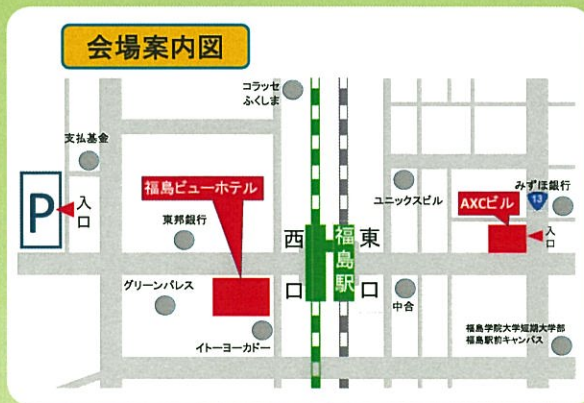 会場案内図
コラッセ
ふくしま
支払基金
福島ビューホテル
ユニックスビル
みずほ銀行
13
AXCビル
P
入口
東邦銀行
西口
福島駅
東口
入口
グリーンパレス
中合
イトーヨーカドー
福島学院大学短期大学部
福島駅前キャンパス